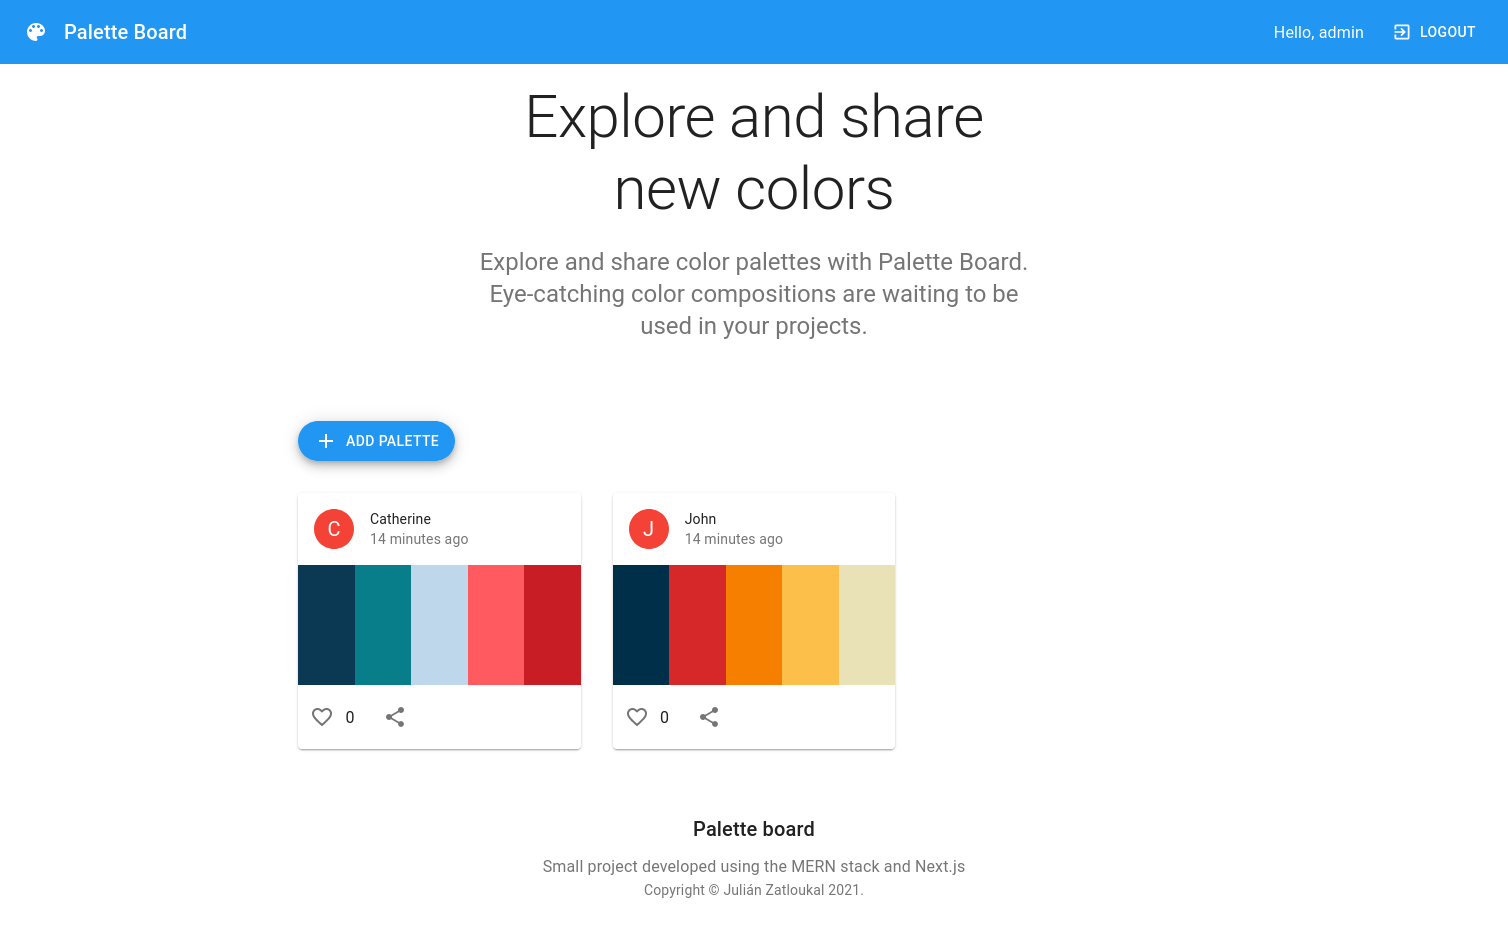 Palette Board
Hello, admin
LOGOUT
Explore and share
new colors
Explore and share color palettes with Palette Board.
Eye-catching color compositions are waiting to be
used in your projects.
ADD PALETTE
C
Catherine
14 minutes ago
0
J
John
14 minutes ago
0
Palette board
Small project developed using the MERN stack and Next.js
Copyright © Julián Zatloukal 2021.